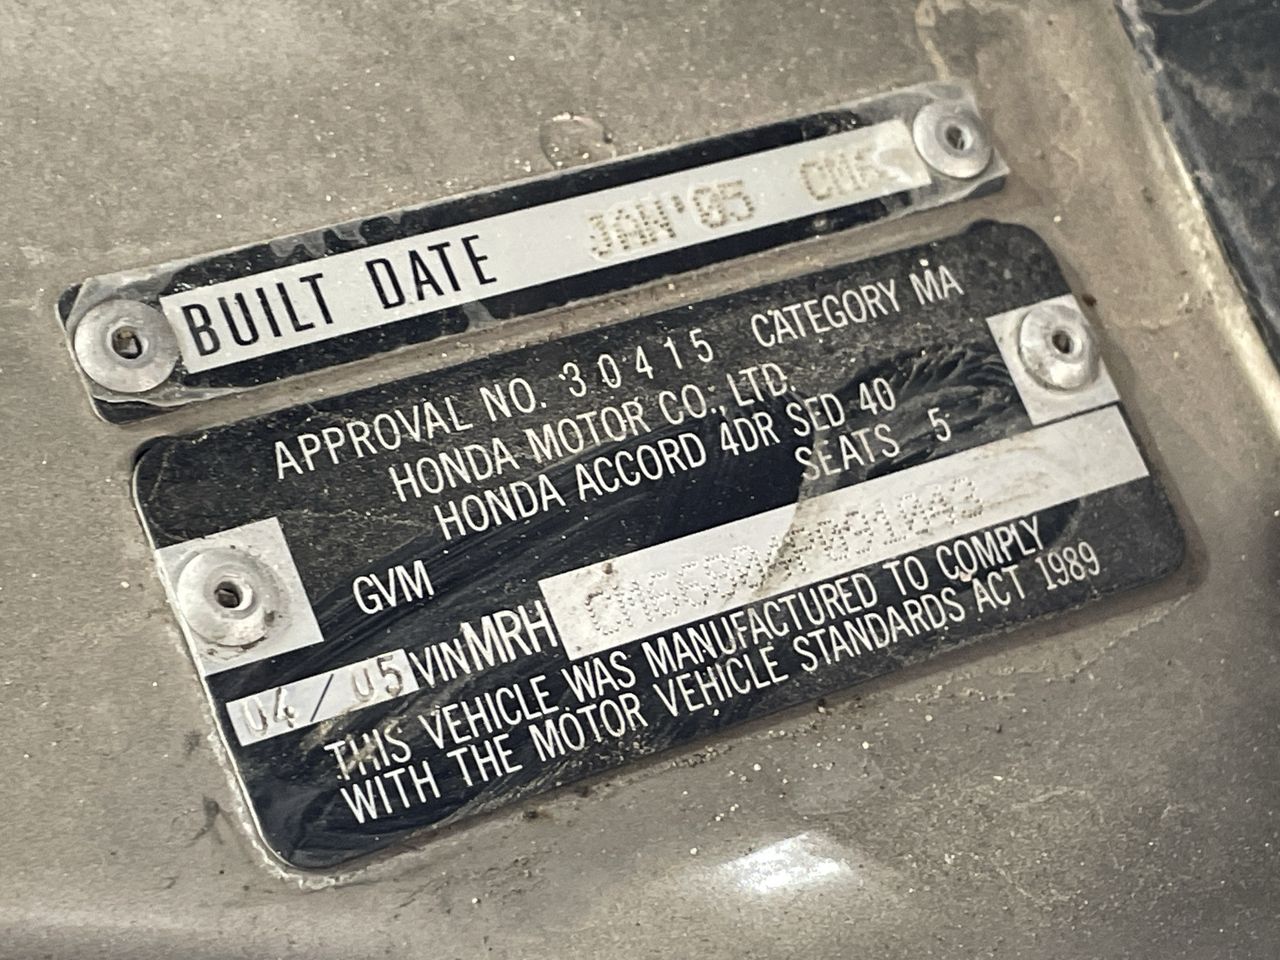 BUILT DATE JAN'05
APPROVAL NO. 30415 CATEGORY MA
HONDA MOTOR CO., LTD.
HONDA ACCORD 4DR SED 40
SEATS 5
GVM
04/05 VIN MRH
THIS VEHICLE WAS MANUFACTURED TO COMPLY
WITH THE MOTOR VEHICLE STANDARDS ACT 1989